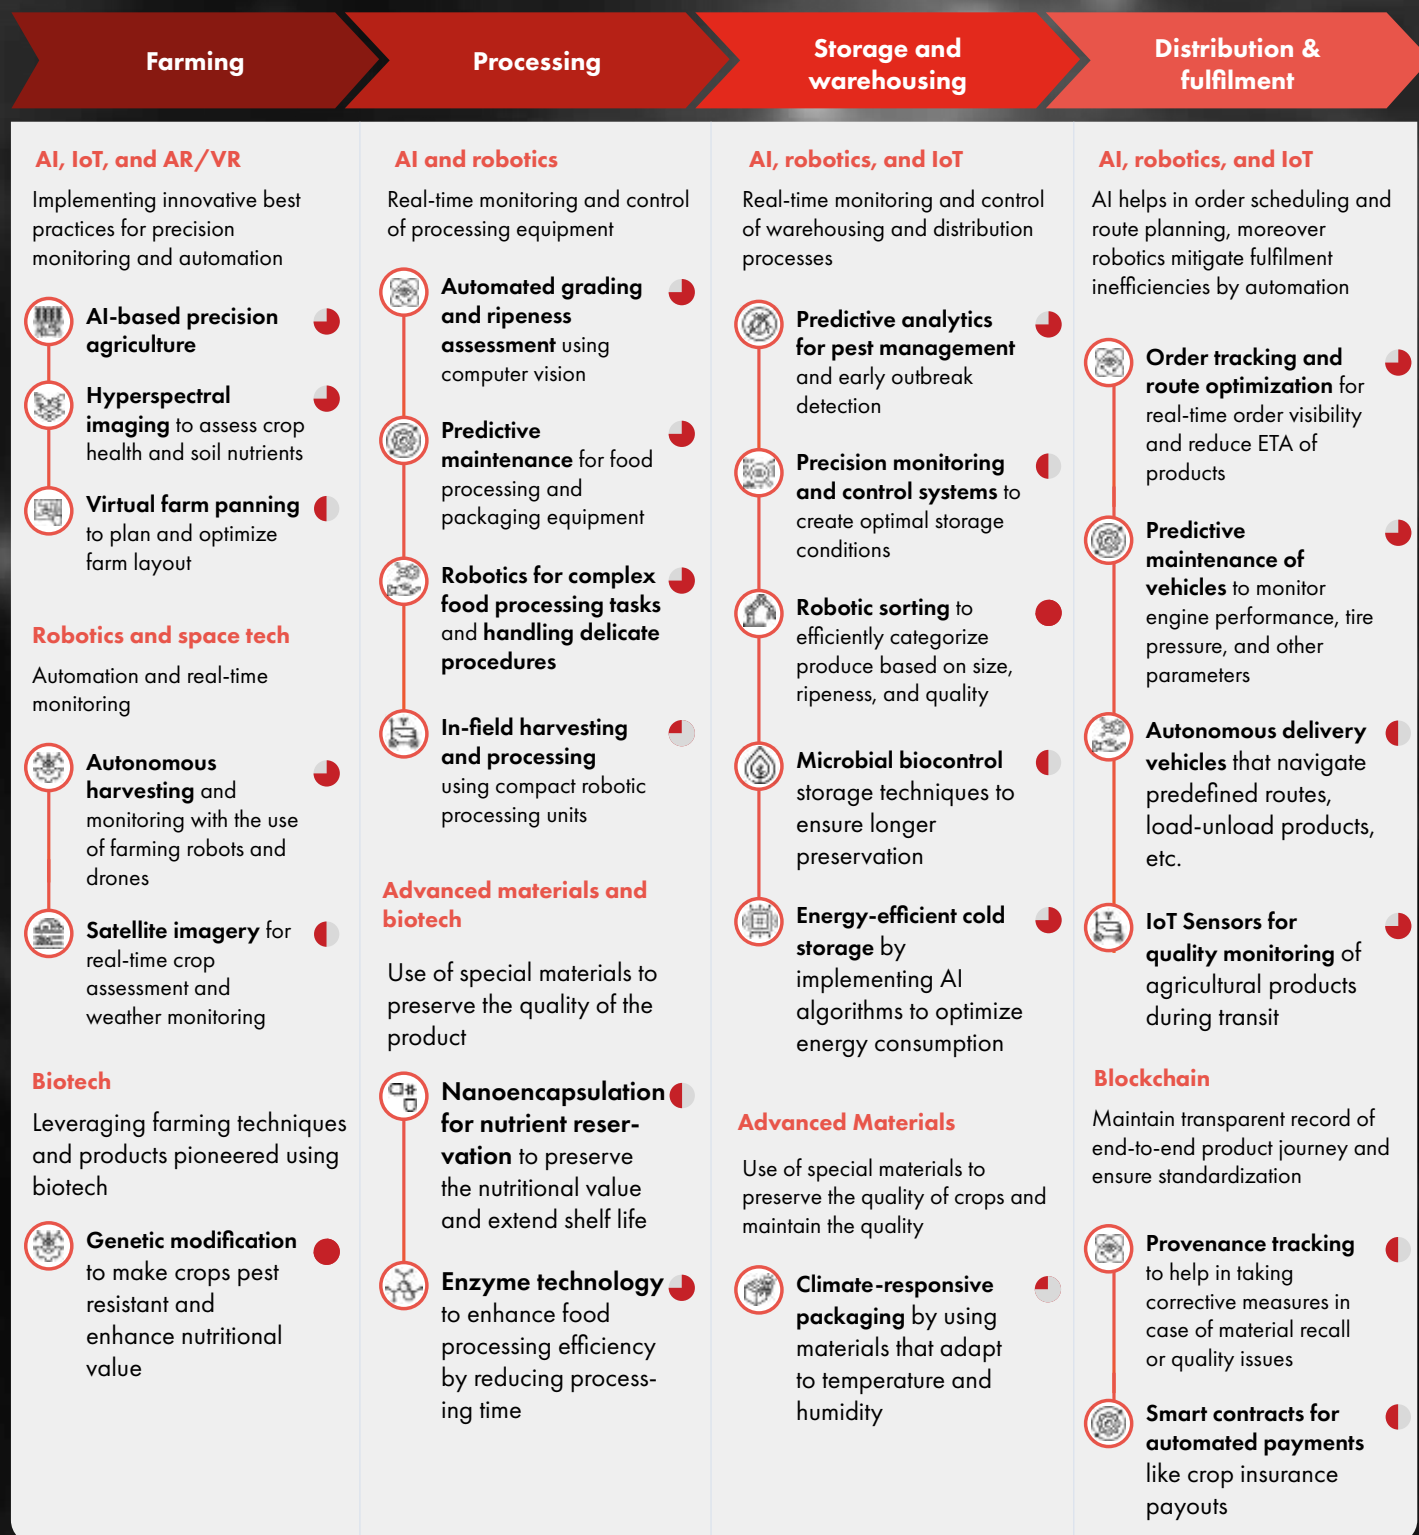 Farming
Processing
Storage and
warehousing
Distribution &
fulfilment
AI, IoT, and AR/VR
Implementing innovative best
practices for precision
monitoring and automation
AI-based precision
agriculture
Hyperspectral
imaging to assess crop
health and soil nutrients
Virtual farm panning
to plan and optimize
farm layout
Robotics and space tech
Automation and real-time
monitoring
Autonomous
harvesting and
monitoring with the use
of farming robots and
drones
Satellite imagery for
real-time crop
assessment and
weather monitoring
Biotech
Leveraging farming techniques
and products pioneered using
biotech
Genetic modification
to make crops pest
resistant and
enhance nutritional
value
AI and robotics
Real-time monitoring and control
of processing equipment
Automated grading
and ripeness
assessment using
computer vision
Predictive
maintenance for food
processing and
packaging equipment
Robotics for complex
food processing tasks
and handling delicate
procedures
In-field harvesting
and processing
using compact robotic
processing units
Advanced materials and
biotech
Use of special materials to
preserve the quality of the
product
Nanoencapsulation
for nutrient reser-
vation to preserve
the nutritional value
and extend shelf life
Enzyme technology
to enhance food
processing efficiency
by reducing process-
ing time
AI, robotics, and IoT
Real-time monitoring and control
of warehousing and distribution
processes
Predictive analytics
for pest management
and early outbreak
detection
Precision monitoring
and control systems to
create optimal storage
conditions
Robotic sorting to
efficiently categorize
produce based on size,
ripeness, and quality
Microbial biocontrol
storage techniques to
ensure longer
preservation
Energy-efficient cold
storage by
implementing AI
algorithms to optimize
energy consumption
Advanced Materials
Use of special materials to
preserve the quality of crops and
maintain the quality
Climate-responsive
packaging by using
materials that adapt
to temperature and
humidity
AI, robotics, and IoT
AI helps in order scheduling and
route planning, moreover
robotics mitigate fulfilment
inefficiencies by automation
Order tracking and
route optimization for
real-time order visibility
and reduce ETA of
products
Predictive
maintenance of
vehicles to monitor
engine performance, tire
pressure, and other
parameters
Autonomous delivery
vehicles that navigate
predefined routes,
load-unload products,
etc.
IoT Sensors for
quality monitoring of
agricultural products
during transit
Blockchain
Maintain transparent record of
end-to-end product journey and
ensure standardization
Provenance tracking
to help in taking
corrective measures in
case of material recall
or quality issues
Smart contracts for
automated payments
like crop insurance
payouts